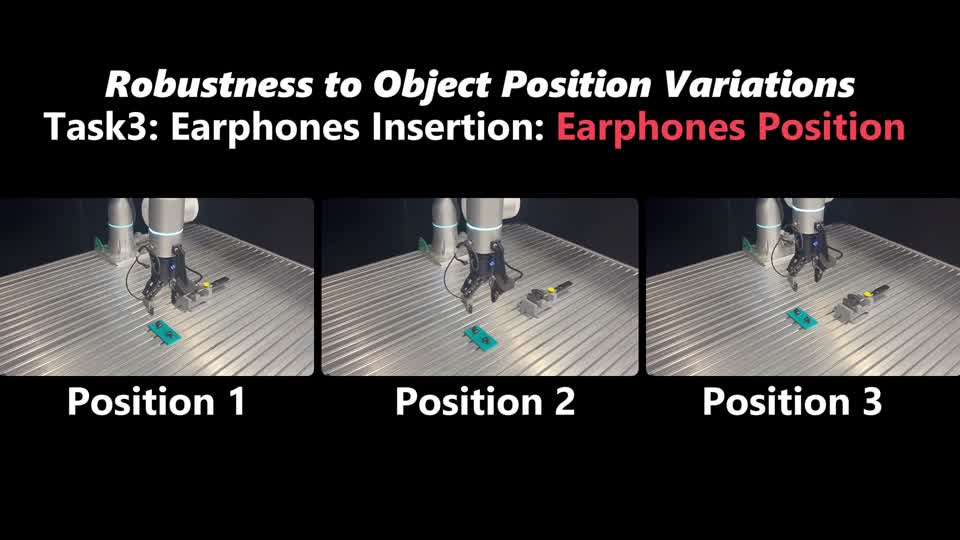 Robustness to Object Position Variations
Task3: Earphones Insertion: Earphones Position
Position 1
Position 2
Position 3